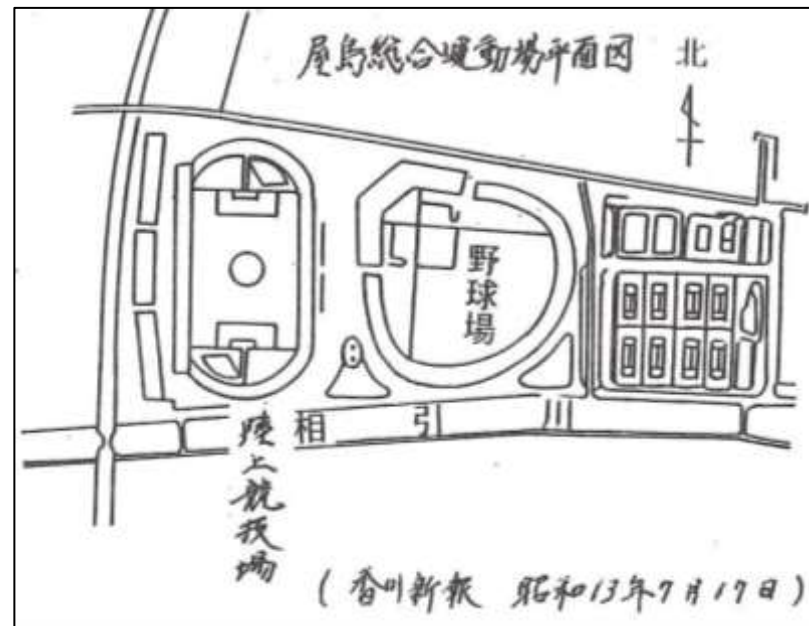 屋島総合運動場平面図
北
野球場
相
引
川
陸上競技場
(香川新報 昭和13年7月17日)